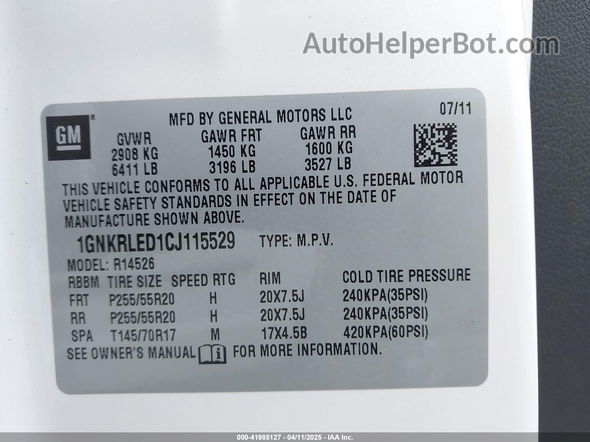 AutoHelperBot.com
GM ®
MFD BY GENERAL MOTORS LLC 07/11
GVWR GAWR FRT GAWR RR
2908 KG 1450 KG 1600 KG
6411 LB 3196 LB 3527 LB
THIS VEHICLE CONFORMS TO ALL APPLICABLE U.S. FEDERAL MOTOR
VEHICLE SAFETY STANDARDS IN EFFECT ON THE DATE OF
MANUFACTURE SHOWN ABOVE.
1GNKRLED1CJ115529 TYPE: M.P.V.
MODEL: R14526
RBBM TIRE SIZE SPEED RTG RIM COLD TIRE PRESSURE
FRT P255/55R20 H 20X7.5J 240KPA(35PSI)
RR P255/55R20 H 20X7.5J 240KPA(35PSI)
SPA T145/70R17 M 17X4.5B 420KPA(60PSI)
SEE OWNER'S MANUAL FOR MORE INFORMATION.
000-41985127 - 04/11/2025 - IAA Inc.